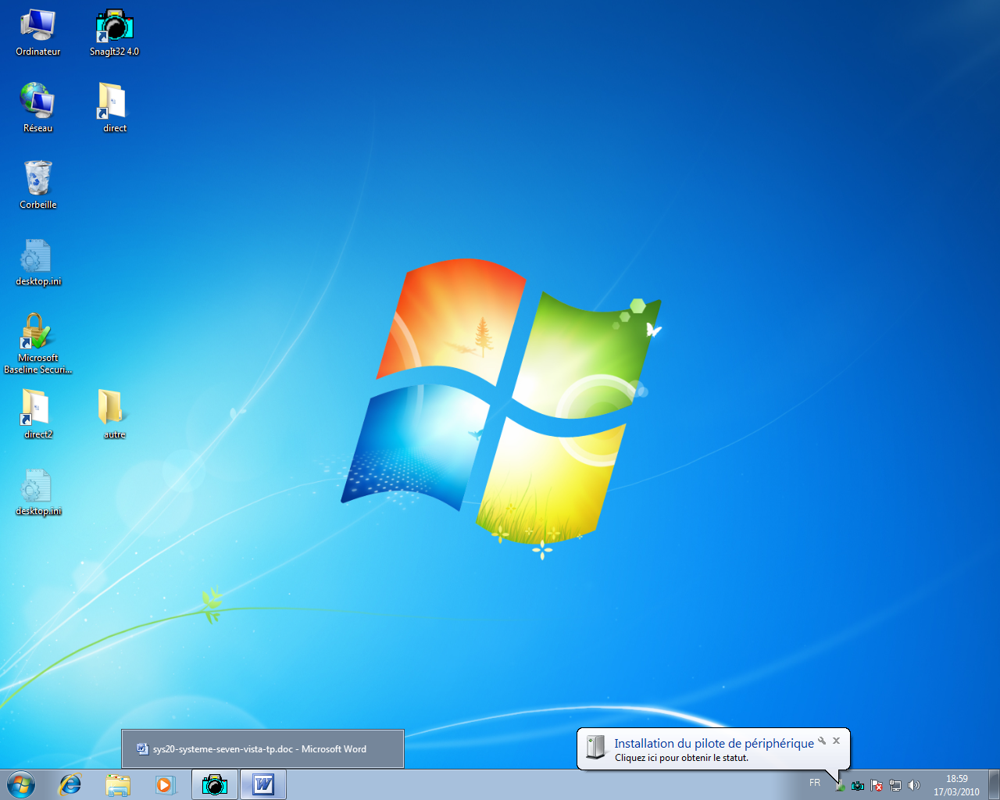 Ordinateur
SnagIt32 4.0
Réseau
direct
Corbeille
desktop.ini
Microsoft
Baseline Securi...
direct2
autre
desktop.ini
sys20-systeme-seven-vista-tp.doc - Microsoft Word
Installation du pilote de périphérique
Cliquez ici pour obtenir le statut.
FR
18:59
17/03/2010